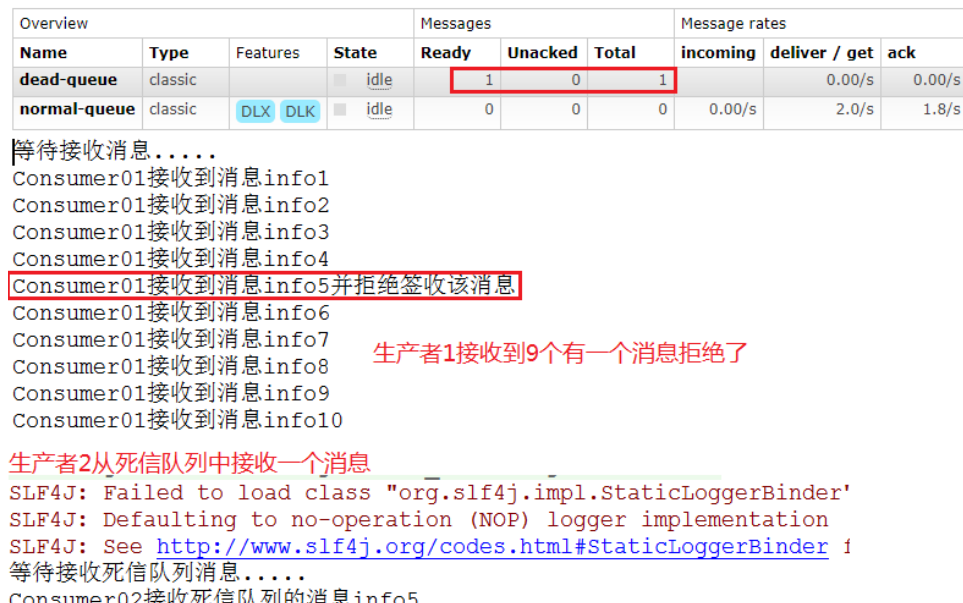 Overview Messages Message rates
Name Type Features State Ready Unacked Total incoming deliver / get ack
dead-queue classic idle 1 0 1 0.00/s 0.00/s
normal-queue classic DLX DLK idle 0 0 0 0.00/s 2.0/s 1.8/s
等待接收消息.....
Consumer01接收到消息info1
Consumer01接收到消息info2
Consumer01接收到消息info3
Consumer01接收到消息info4
Consumer01接收到消息info5并拒绝签收该消息
Consumer01接收到消息info6
Consumer01接收到消息info7
生产者1接收到9个有一个消息拒绝了
Consumer01接收到消息info8
Consumer01接收到消息info9
Consumer01接收到消息info10
生产者2从死信队列中接收一个消息
SLF4J: Failed to load class "org.slf4j.impl.StaticLoggerBinder"
SLF4J: Defaulting to no-operation (NOP) logger implementation
SLF4J: See http://www.slf4j.org/codes.html#StaticLoggerBinder f
等待接收死信队列消息.....
Consumer02接收死信队列的消息info5